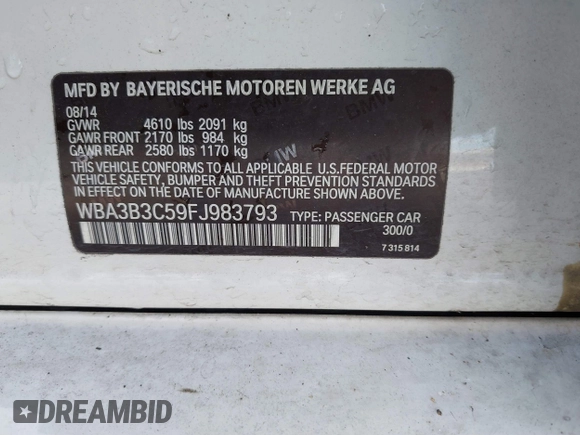 MFD BY BAYERISCHE MOTOREN WERKE AG
08/14
GVWR 4610 lbs 2091 kg
GAWR FRONT 2170 lbs 984 kg
GAWR REAR 2580 lbs 1170 kg
THIS VEHICLE CONFORMS TO ALL APPLICABLE U.S.FEDERAL MOTOR
VEHICLE SAFETY, BUMPER, AND THEFT PREVENTION STANDARDS
IN EFFECT ON THE DATE OF MANUFACTURE SHOWN ABOVE.
WBA3B3C59FJ983793 TYPE: PASSENGER CAR
300/0
7 315 814
DREAMBID